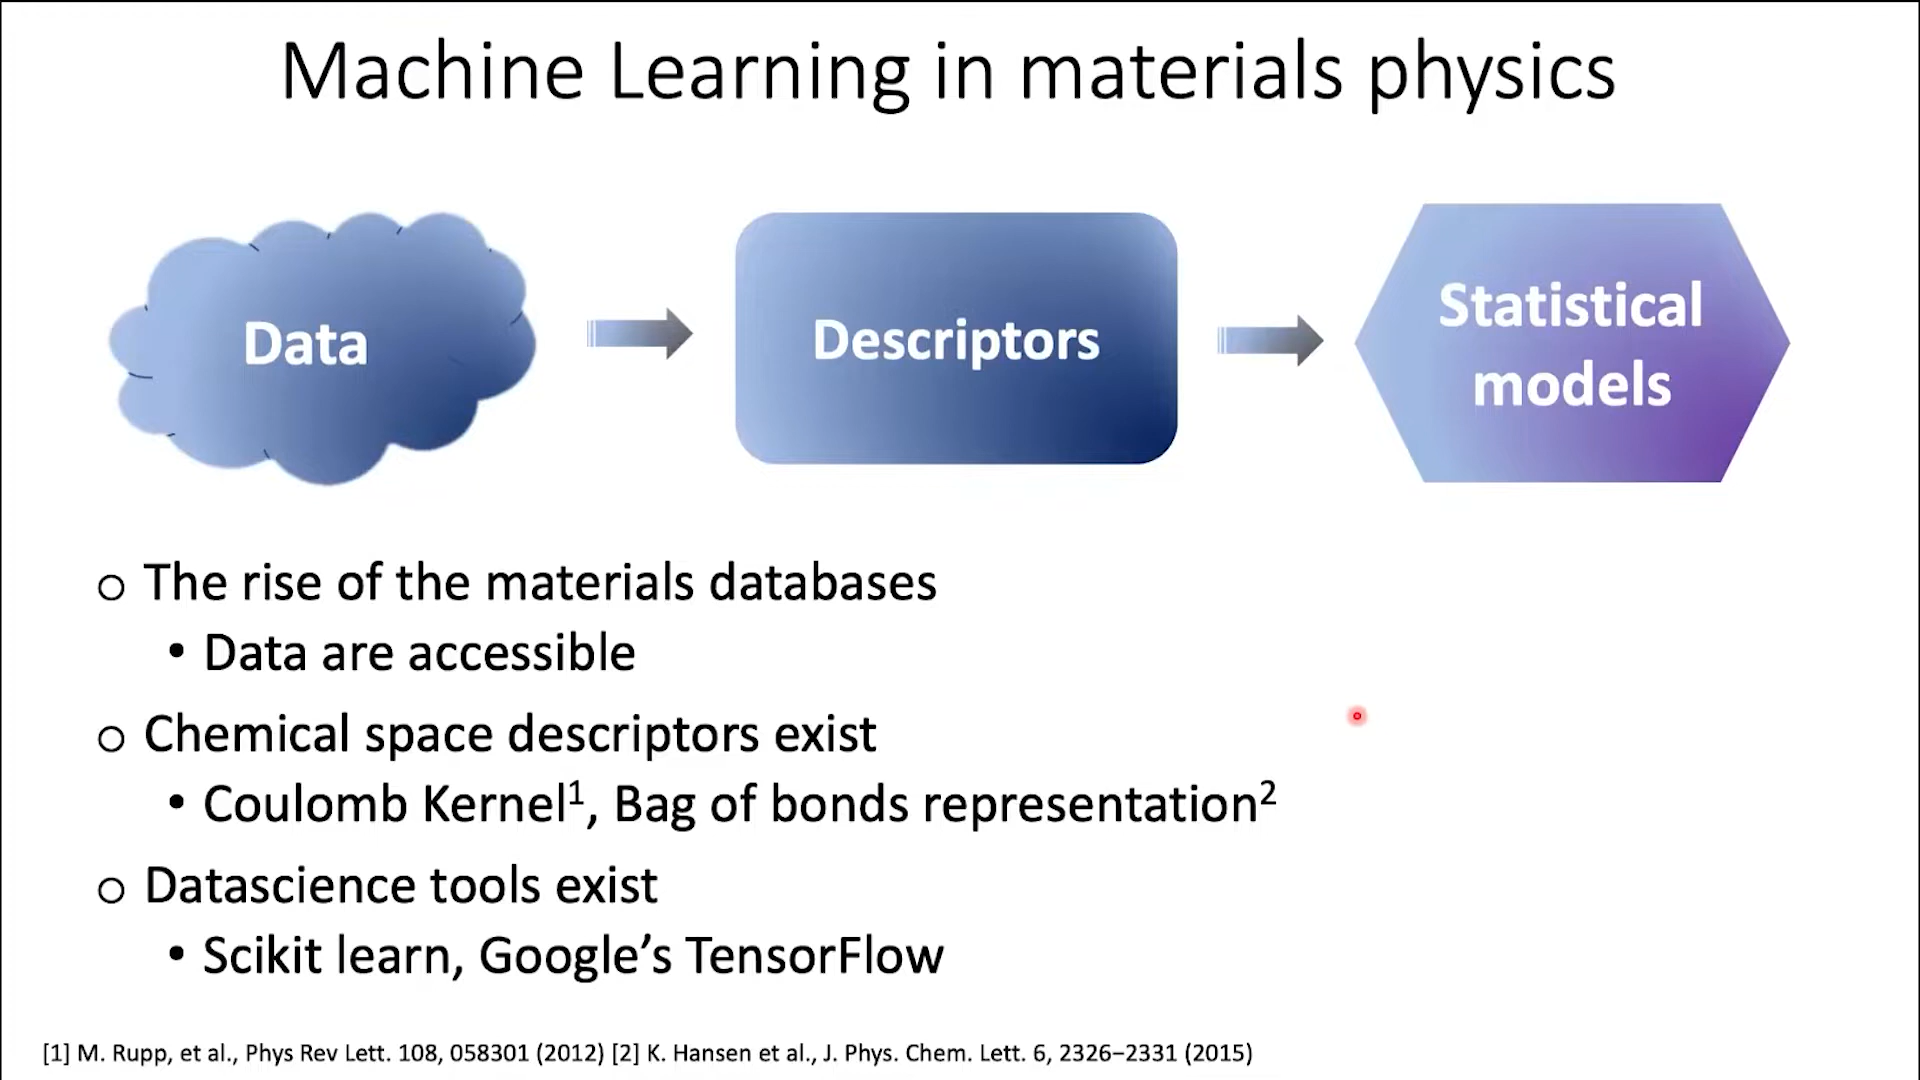 Machine Learning in materials physics
Data
Descriptors
Statistical
models
○ The rise of the materials databases
• Data are accessible
○ Chemical space descriptors exist
• Coulomb Kernel¹, Bag of bonds representation²
○ Datascience tools exist
• Scikit learn, Google’s TensorFlow
[1] M. Rupp, et al., Phys Rev Lett. 108, 058301 (2012) [2] K. Hansen et al., J. Phys. Chem. Lett. 6, 2326−2331 (2015)